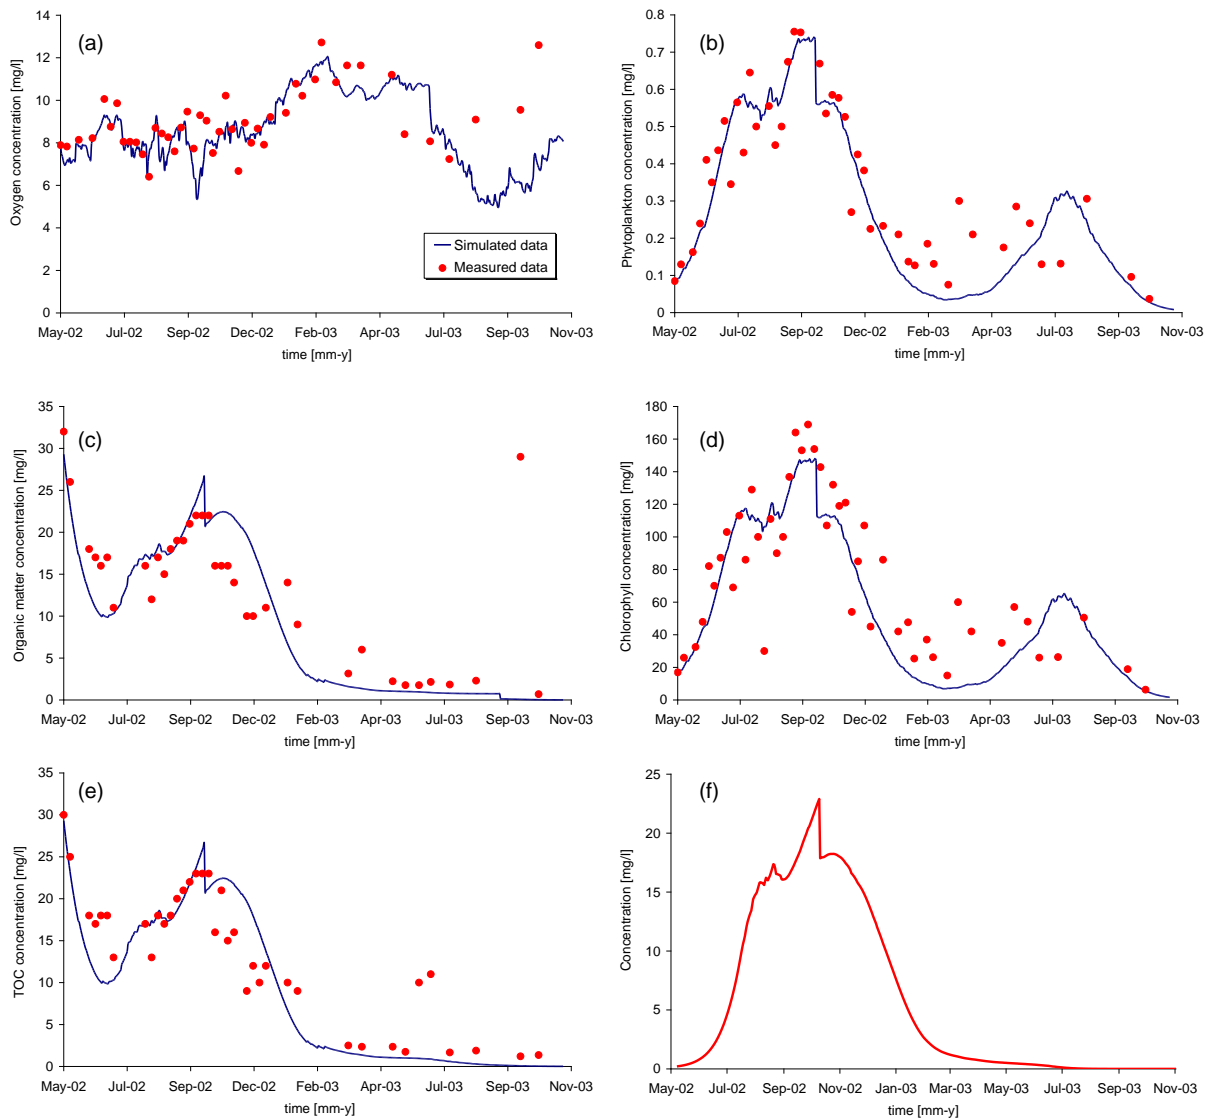 (a)
Oxygen concentration [mg/l]
14
12
10
8
6
4
2
0
Simulated data
Measured data
May-02 Jul-02 Sep-02 Dec-02 Feb-03 Apr-03 Jul-03 Sep-03 Nov-03
time [mm-y]
(b)
Phytoplankton concentration [mg/l]
0.8
0.7
0.6
0.5
0.4
0.3
0.2
0.1
0
May-02 Jul-02 Sep-02 Dec-02 Feb-03 Apr-03 Jul-03 Sep-03 Nov-03
time [mm-y]
(c)
Organic mater concentration [mg/l]
35
30
25
20
15
10
5
0
May-02 Jul-02 Sep-02 Dec-02 Feb-03 Apr-03 Jul-03 Sep-03 Nov-03
time [mm-y]
(d)
Chlorophyll concentration [mg/l]
180
160
140
120
100
80
60
40
20
0
May-02 Jul-02 Sep-02 Dec-02 Feb-03 Apr-03 Jul-03 Sep-03 Nov-03
time [mm-y]
(e)
TOC concentration [mg/l]
35
30
25
20
15
10
5
0
May-02 Jul-02 Sep-02 Dec-02 Feb-03 Apr-03 Jul-03 Sep-03 Nov-03
time [mm-y]
(f)
Concentration [mg/l]
25
20
15
10
5
0
May-02 Jul-02 Sep-02 Nov-02 Jan-03 Mar-03 May-03 Jul-03 Sep-03 Nov-03
time [mm-y]